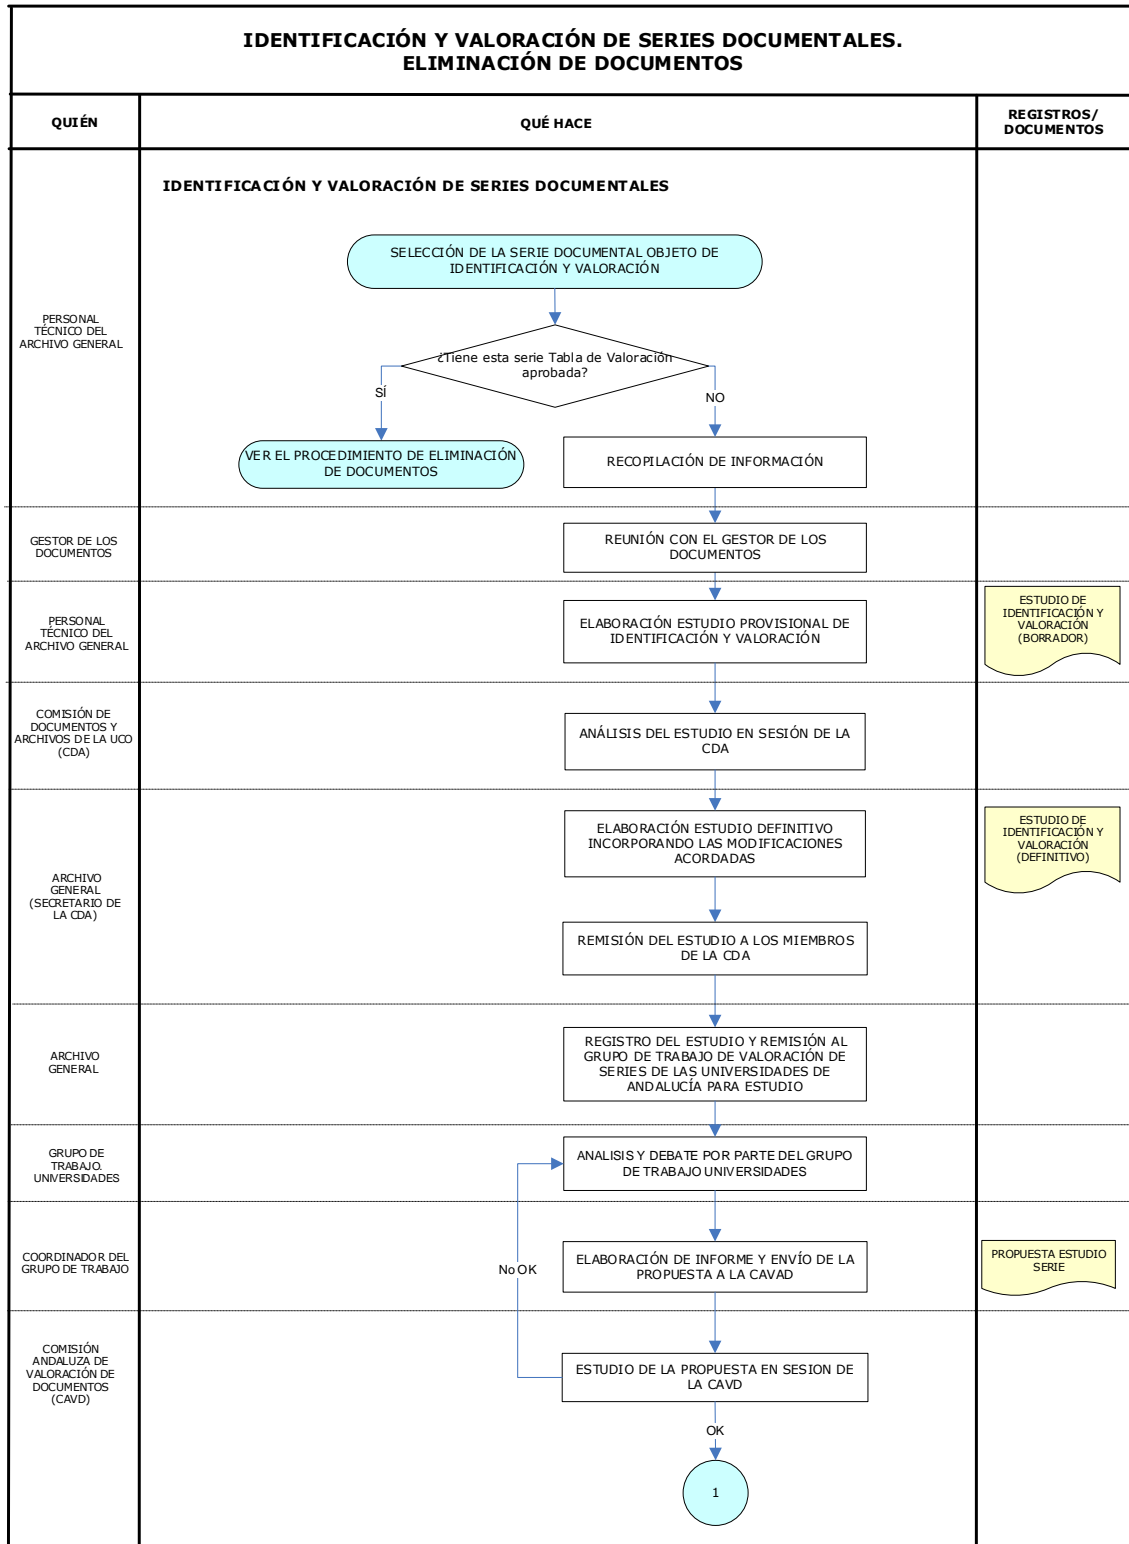 IDENTIFICACIÓN Y VALORACIÓN DE SERIES DOCUMENTALES.
ELIMINACIÓN DE DOCUMENTOS
QUIÉN
QUÉ HACE
REGISTROS/
DOCUMENTOS
IDENTIFICACIÓN Y VALORACIÓN DE SERIES DOCUMENTALES
SELECCIÓN DE LA SERIE DOCUMENTAL OBJETO DE
IDENTIFICACIÓN Y VALORACIÓN
PERSONAL
TÉCNICO DEL
ARCHIVO GENERAL
¿Tiene esta serie Tabla de Valoración
aprobada?
SÍ
NO
VER EL PROCEDIMIENTO DE ELIMINACIÓN
DE DOCUMENTOS
RECOPILACIÓN DE INFORMACIÓN
GESTOR DE LOS
DOCUMENTOS
REUNIÓN CON EL GESTOR DE LOS
DOCUMENTOS
PERSONAL
TÉCNICO DEL
ARCHIVO GENERAL
ELABORACIÓN ESTUDIO PROVISIONAL DE
IDENTIFICACIÓN Y VALORACIÓN
ESTUDIO DE
IDENTIFICACIÓN Y
VALORACIÓN
(BORRADOR)
COMISIÓN DE
DOCUMENTOS Y
ARCHIVOS DE LA UCO
(CDA)
ANÁLISIS DEL ESTUDIO EN SESIÓN DE LA
CDA
ARCHIVO
GENERAL
(SECRETARIO DE
LA CDA)
ELABORACIÓN ESTUDIO DEFINITIVO
INCORPORANDO LAS MODIFICACIONES
ACORDADAS
ESTUDIO DE
IDENTIFICACIÓN Y
VALORACIÓN
(DEFINITIVO)
REMISIÓN DEL ESTUDIO A LOS MIEMBROS
DE LA CDA
ARCHIVO
GENERAL
REGISTRO DEL ESTUDIO Y REMISIÓN AL
GRUPO DE TRABAJO DE VALORACIÓN DE
SERIES DE LAS UNIVERSIDADES DE
ANDALUCÍA PARA ESTUDIO
GRUPO DE
TRABAJO.
UNIVERSIDADES
ANALISIS Y DEBATE POR PARTE DEL GRUPO
DE TRABAJO UNIVERSIDADES
COORDINADOR DEL
GRUPO DE TRABAJO
No OK
ELABORACIÓN DE INFORME Y ENVÍO DE LA
PROPUESTA A LA CAVAD
PROPUESTA ESTUDIO
SERIE
COMISIÓN
ANDALUZA DE
VALORACIÓN DE
DOCUMENTOS
(CAVD)
ESTUDIO DE LA PROPUESTA EN SESION DE
LA CAVD
OK
1